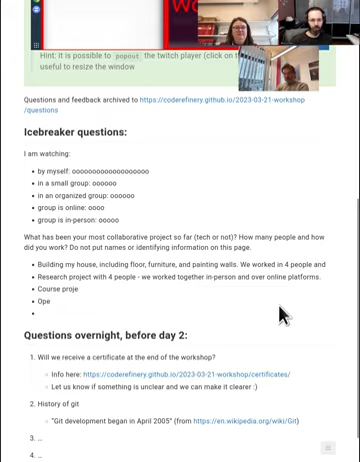 Hint: It is possible to popout the twitch player (click on t
useful to resize the window
Questions and feedback archived to https://coderefinery.github.io/2023-03-21-workshop
/questions
Icebreaker questions:
I am watching:
• by myself: ooooooooooooooooooo
• in a small group: oooooo
• in an organized group: oooooo
• group is online: oooo
• group is in-person: ooooo
What has been your most collaborative project so far (tech or not)? How many people and how
did you work? Do not put names or identifying information on this page.
• Building my house, including floor, furniture, and painting walls. We worked in 4 people and
• Research project with 4 people - we worked together in-person and over online platforms.
• Course proje
• Ope
•
Questions overnight, before day 2:
1. Will we receive a certificate at the end of the workshop?
○ Info here: https://coderefinery.github.io/2023-03-21-workshop/certificates/
○ Let us know if something is unclear and we can make it clearer :)
2. History of git
○ "Git development began in April 2005" (from https://en.wikipedia.org/wiki/Git)
3. ...
4. ...